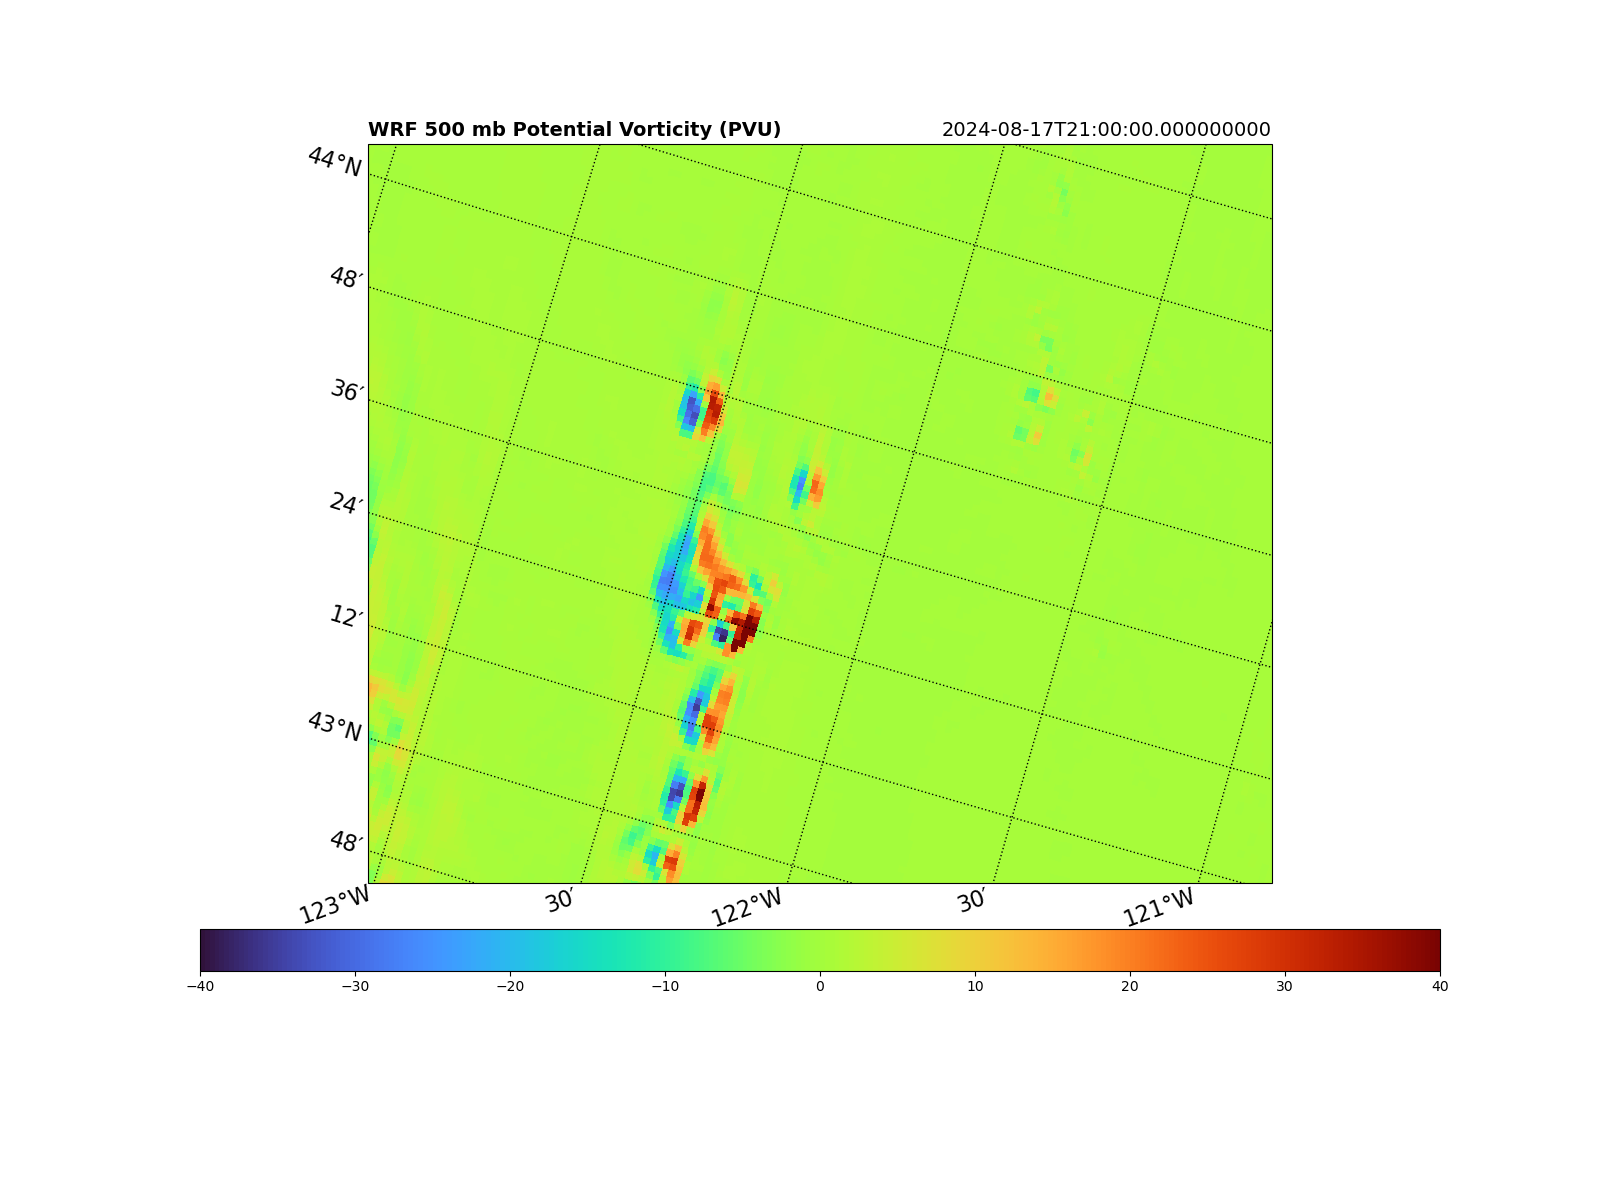 WRF 500 mb Potential Vorticity (PVU) 2024-08-17T21:00:00.000000000
44°N
48′
36′
24′
12′
43°N
48′
123°W 30′ 122°W 30′ 121°W
−40 −30 −20 −10 0 10 20 30 40